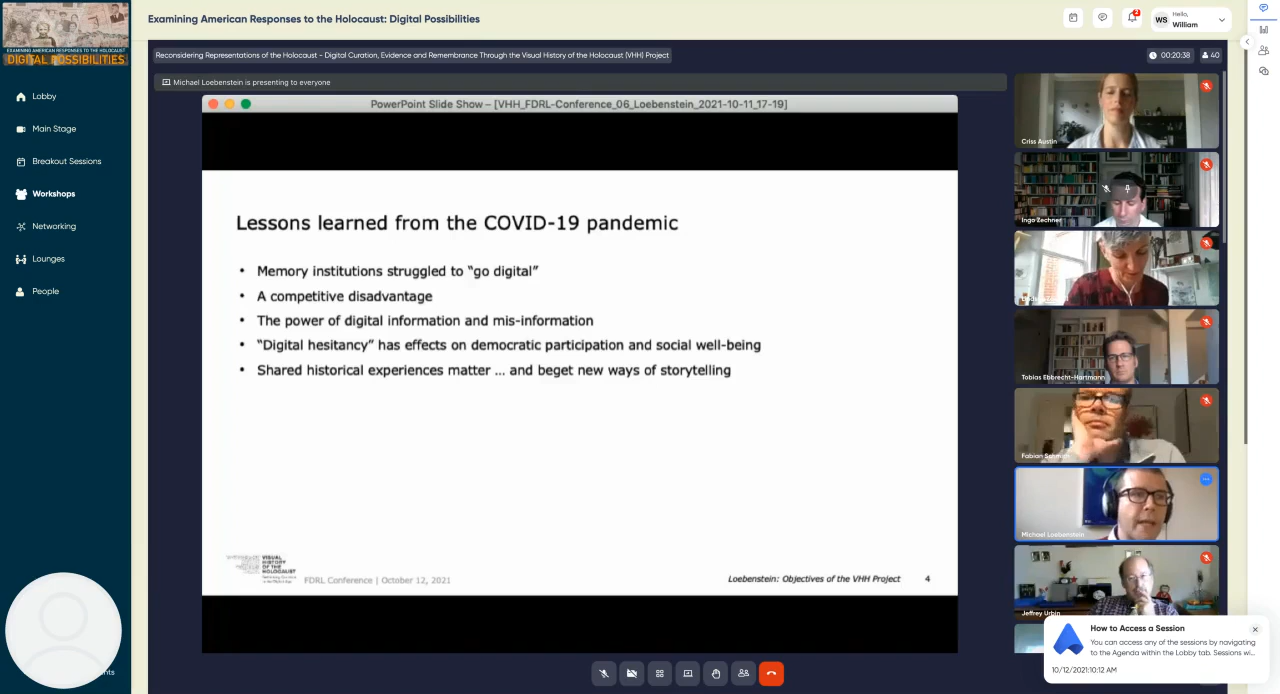 EXAMINING AMERICAN RESPONSES TO THE HOLOCAUST
DIGITAL POSSIBILITIES
Lobby
Main Stage
Breakout Sessions
Workshops
Networking
Lounges
People
nts
Examining American Responses to the Holocaust: Digital Possibilities
WS
Hello,
William
Reconsidering Representations of the Holocaust - Digital Curation, Evidence and Remembrance Through the Visual History of the Holocaust (VHH) Project
00:20:38
40
Michael Loebenstein is presenting to everyone
PowerPoint Slide Show – [VHH_FDRL-Conference_06_Loebenstein_2021-10-11_17-19]
Lessons learned from the COVID-19 pandemic
• Memory institutions struggled to “go digital”
• A competitive disadvantage
• The power of digital information and mis-information
• “Digital hesitancy” has effects on democratic participation and social well-being
• Shared historical experiences matter ... and beget new ways of storytelling
VISUAL
HISTORY
OF THE
HOLOCAUST
FDRL Conference | October 12, 2021
Loebenstein: Objectives of the VHH Project
4
Criss Austin
Ingo Zechner
Tobias Ebbrecht-Hartmann
Fabian Schmidt
Michael Loebenstein
Jeffrey Urbin
How to Access a Session
You can access any of the sessions by navigating
to the Agenda within the Lobby tab. Sessions wi...
10/12/2021:10:12 AM